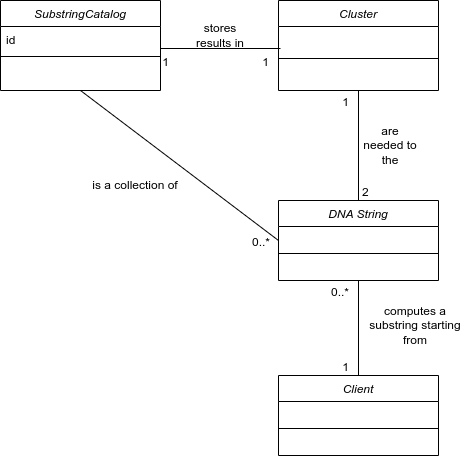 SubstringCatalog
id
stores
results in
1
1
Cluster
1
are
needed to
the
2
is a collection of
0..*
DNA String
0..*
computes a
substring starting
from
1
Client